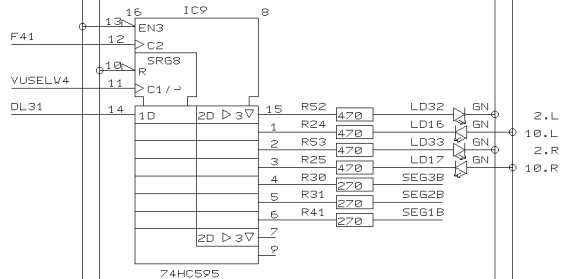 16 IC9 8
13 EN3
F41 12 C2
10 SRG8
R
VUSELW4 11 C1/→
DL31 14 1D 2D ▷ 3▽ 15 R52 470 LD32 GN 2.L
1 R24 470 LD16 GN 10.L
2 R53 470 LD33 GN 2.R
3 R25 470 LD17 GN 10.R
4 R30 270 SEG3B
5 R31 270 SEG2B
6 R41 270 SEG1B
2D ▷ 3▽ 7
9
74HC595